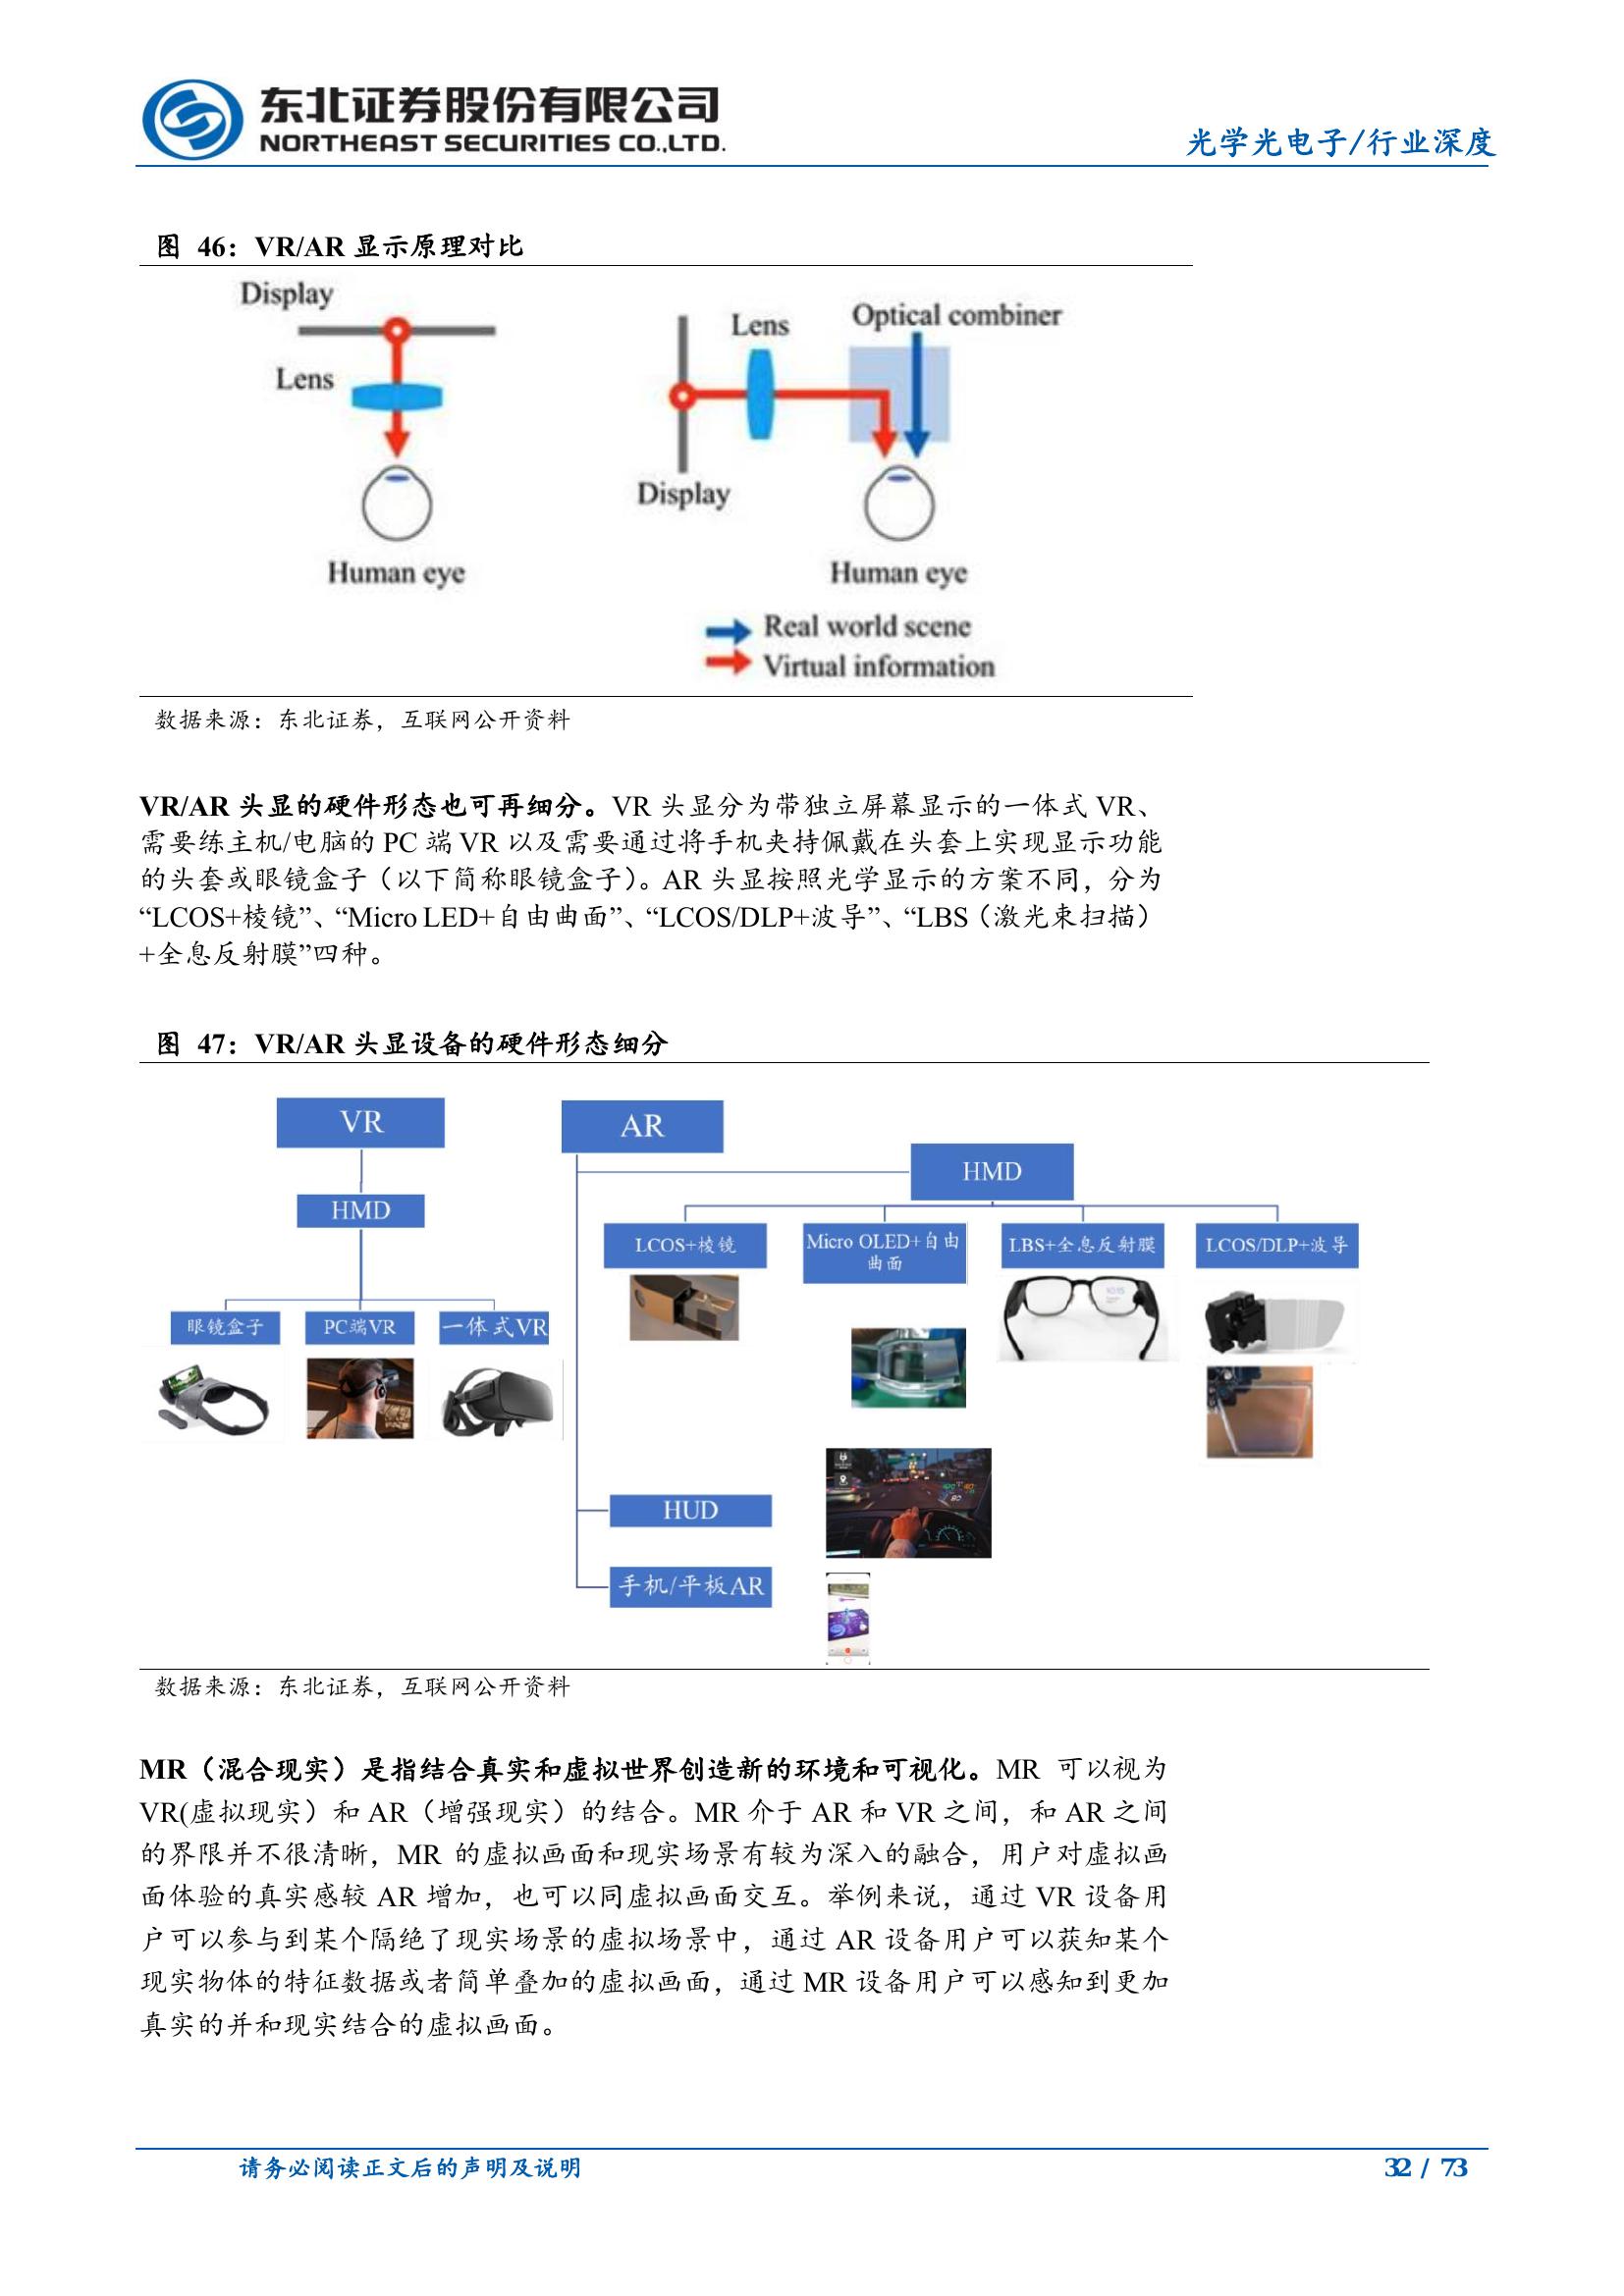 东北证券股份有限公司
NORTHEAST SECURITIES CO.,LTD.
光学光电子/行业深度
图 46：VR/AR 显示原理对比
Display
Lens
Human eye
Lens
Optical combiner
Display
Human eye
Real world scene
Virtual information
数据来源：东北证券，互联网公开资料
VR/AR 头显的硬件形态也可再细分。VR 头显分为带独立屏幕显示的一体式 VR、
需要练主机/电脑的 PC 端 VR 以及需要通过将手机夹持佩戴在头套上实现显示功能
的头套或眼镜盒子（以下简称眼镜盒子）。AR 头显按照光学显示的方案不同，分为
“LCOS+棱镜”、“Micro LED+自由曲面”、“LCOS/DLP+波导”、“LBS（激光束扫描）
+全息反射膜”四种。
图 47：VR/AR 头显设备的硬件形态细分
VR
AR
HMD
HMD
LCOS+棱镜
Micro OLED+自由
曲面
LBS+全息反射膜
LCOS/DLP+波导
眼镜盒子
PC端VR
一体式VR
HUD
手机/平板AR
数据来源：东北证券，互联网公开资料
MR（混合现实）是指结合真实和虚拟世界创造新的环境和可视化。MR 可以视为
VR(虚拟现实）和 AR（增强现实）的结合。MR 介于 AR 和 VR 之间，和 AR 之间
的界限并不很清晰，MR 的虚拟画面和现实场景有较为深入的融合，用户对虚拟画
面体验的真实感较 AR 增加，也可以同虚拟画面交互。举例来说，通过 VR 设备用
户可以参与到某个隔绝了现实场景的虚拟场景中，通过 AR 设备用户可以获知某个
现实物体的特征数据或者简单叠加的虚拟画面，通过 MR 设备用户可以感知到更加
真实的并和现实结合的虚拟画面。
请务必阅读正文后的声明及说明
32 / 73